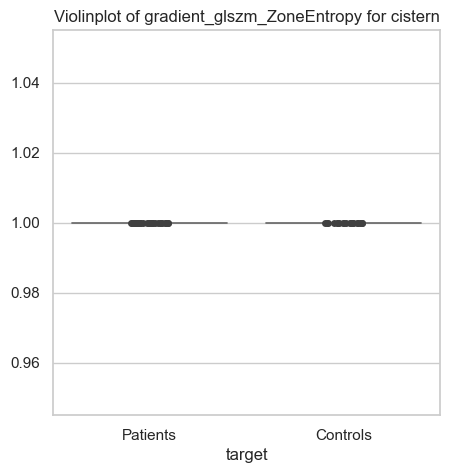 Violinplot of gradient_glszm_ZoneEntropy for cistern
1.04
1.02
1.00
0.98
0.96
Patients
Controls
target